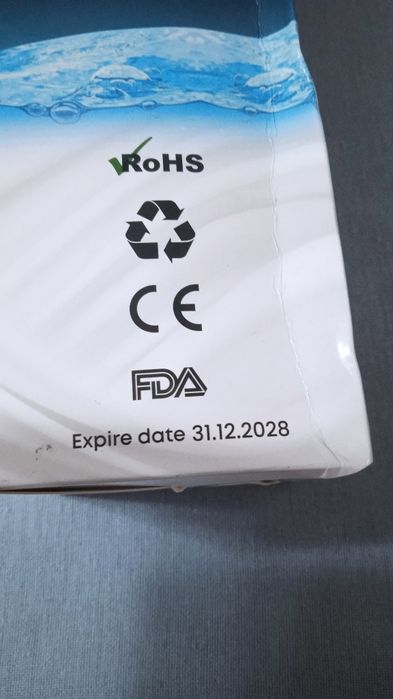 RoHS
CE
FDA
Expire date 31.12.2028